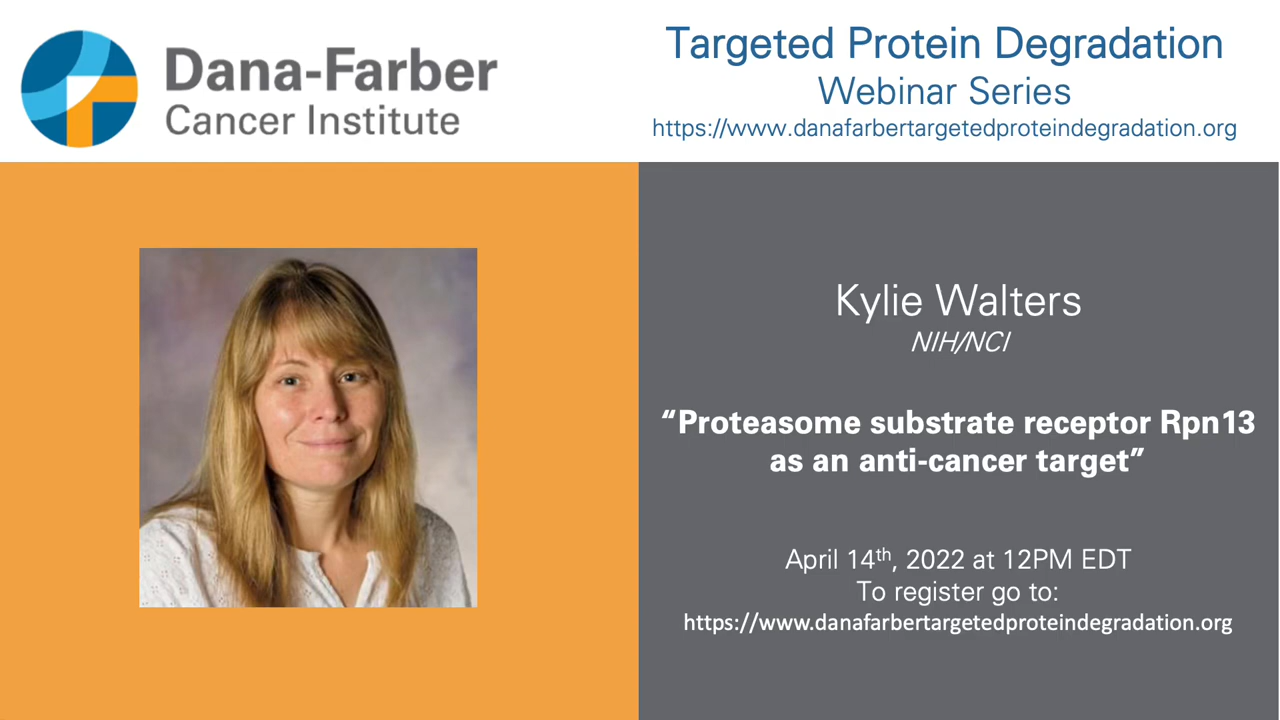 Dana-Farber
Cancer Institute
Targeted Protein Degradation
Webinar Series
https://www.danafarbertargetedproteindegradation.org
Kylie Walters
NIH/NCI
“Proteasome substrate receptor Rpn13
as an anti-cancer target”
April 14th, 2022 at 12PM EDT
To register go to:
https://www.danafarbertargetedproteindegradation.org